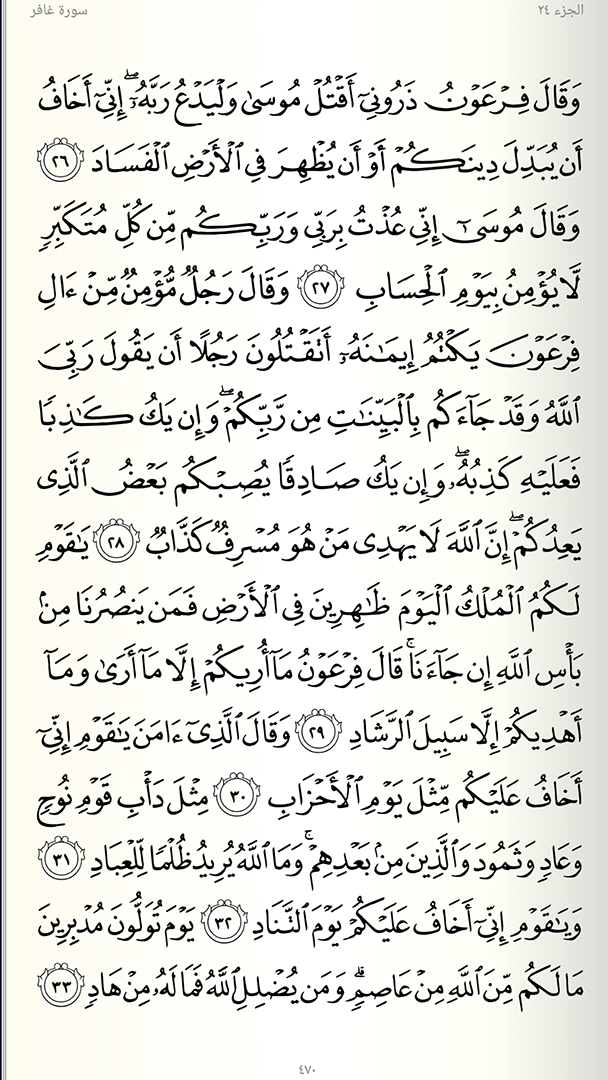 الجزء ٢٤
سورة غافر
وَقَالَ فِرْعَوْنُ ذَرُونِىٓ أَقْتُلْ مُوسَىٰ وَلْيَدْعُ رَبَّهُۥٓ ۖ إِنِّىٓ أَخَافُ
أَن يُبَدِّلَ دِينَكُمْ أَوْ أَن يُظْهِرَ فِى ٱلْأَرْضِ ٱلْفَسَادَ ٢٦
وَقَالَ مُوسَىٰٓ إِنِّى عُذْتُ بِرَبِّى وَرَبِّكُم مِّن كُلِّ مُتَكَبِّرٍ
لَّا يُؤْمِنُ بِيَوْمِ ٱلْحِسَابِ ٢٧ وَقَالَ رَجُلٌ مُّؤْمِنٌ مِّنْ ءَالِ
فِرْعَوْنَ يَكْتُمُ إِيمَـٰنَهُۥٓ أَتَقْتُلُونَ رَجُلًا أَن يَقُولَ رَبِّىَ
ٱللَّهُ وَقَدْ جَآءَكُم بِٱلْبَيِّنَـٰتِ مِن رَّبِّكُمْ ۖ وَإِن يَكُ كَـٰذِبًا
فَعَلَيْهِ كَذِبُهُۥ ۖ وَإِن يَكُ صَادِقًا يُصِبْكُم بَعْضُ ٱلَّذِى
يَعِدُكُمْ ۖ إِنَّ ٱللَّهَ لَا يَهْدِى مَنْ هُوَ مُسْرِفٌ كَذَّابٌ ٢٨ يَـٰقَوْمِ
لَكُمُ ٱلْمُلْكُ ٱلْيَوْمَ ظَـٰهِرِينَ فِى ٱلْأَرْضِ فَمَن يَنصُرُنَا مِنۢ
بَأْسِ ٱللَّهِ إِن جَآءَنَا ۚ قَالَ فِرْعَوْنُ مَآ أُرِيكُمْ إِلَّا مَآ أَرَىٰ وَمَآ
أَهْدِيكُمْ إِلَّا سَبِيلَ ٱلرَّشَادِ ٢٩ وَقَالَ ٱلَّذِىٓ ءَامَنَ يَـٰقَوْمِ إِنِّىٓ
أَخَافُ عَلَيْكُم مِّثْلَ يَوْمِ ٱلْأَحْزَابِ ٣٠ مِثْلَ دَأْبِ قَوْمِ نُوحٍ
وَعَادٍ وَثَمُودَ وَٱلَّذِينَ مِنۢ بَعْدِهِمْ ۚ وَمَا ٱللَّهُ يُرِيدُ ظُلْمًا لِّلْعِبَادِ ٣١
وَيَـٰقَوْمِ إِنِّىٓ أَخَافُ عَلَيْكُمْ يَوْمَ ٱلتَّنَادِ ٣٢ يَوْمَ تُوَلُّونَ مُدْبِرِينَ
مَا لَكُم مِّنَ ٱللَّهِ مِنْ عَاصِمٍ ۗ وَمَن يُضْلِلِ ٱللَّهُ فَمَا لَهُۥ مِنْ هَادٍ ٣٣
٤٧٠